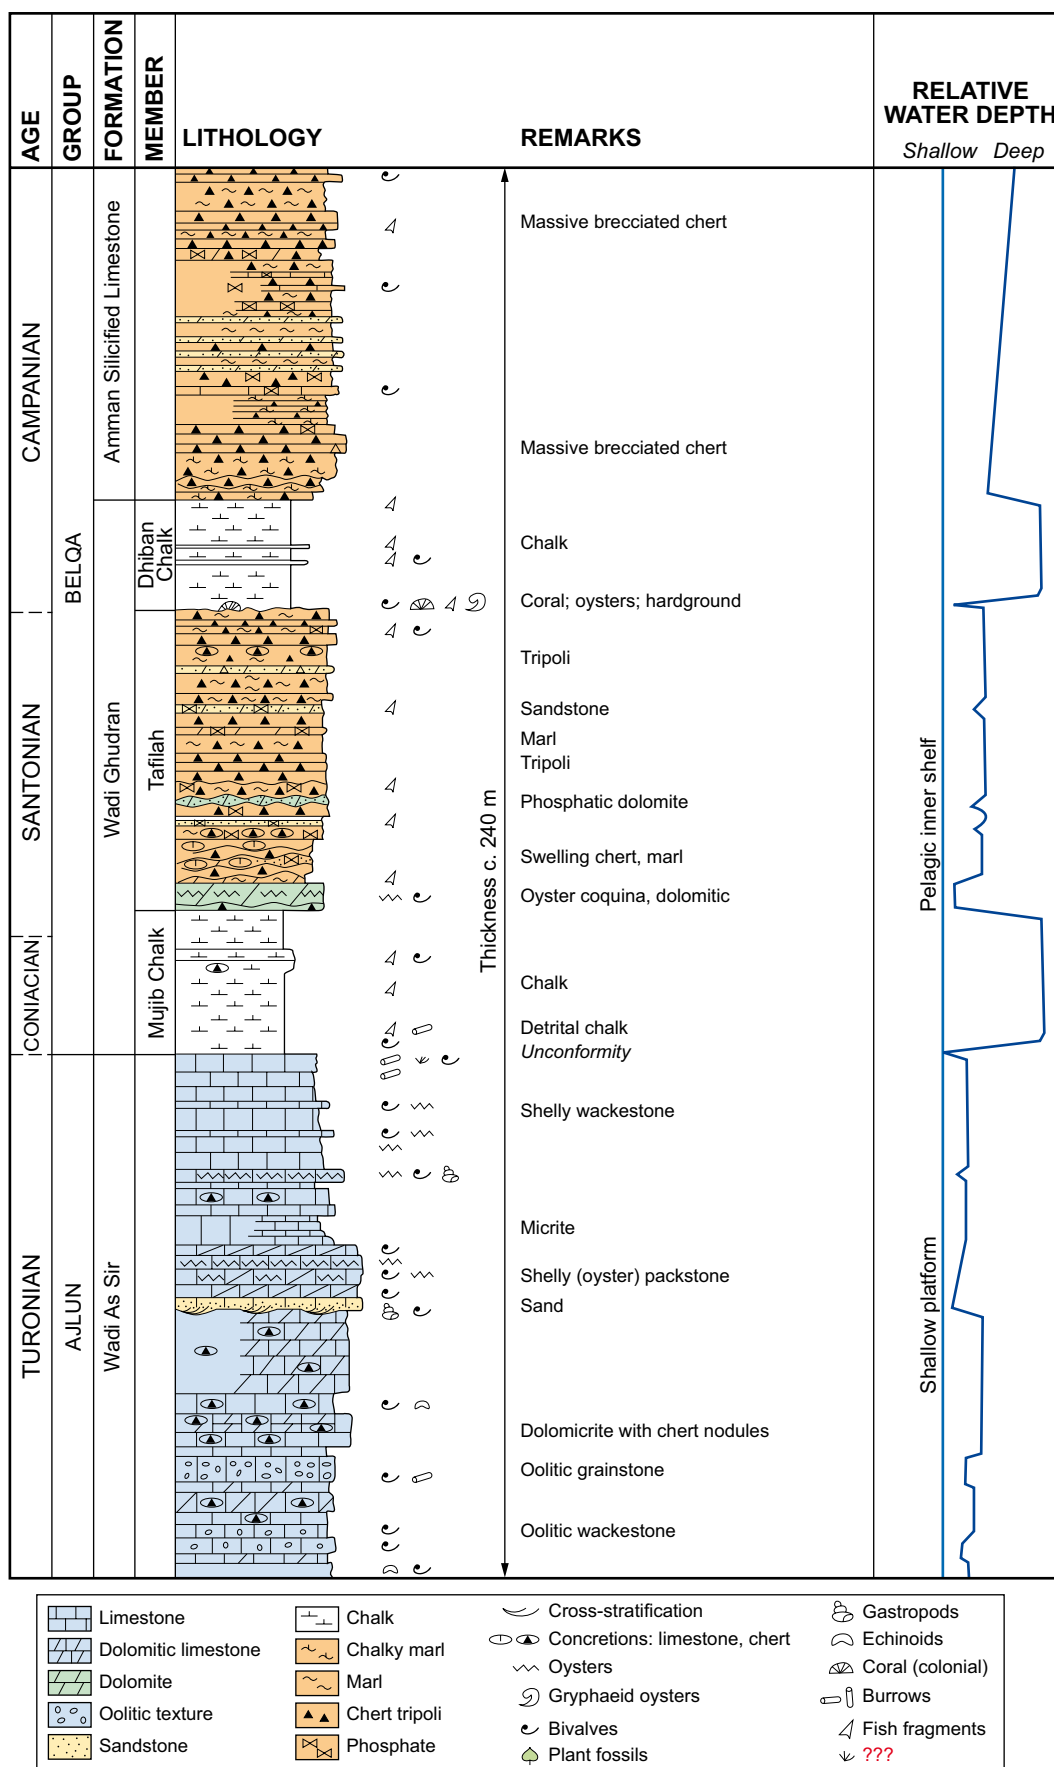 AGE
GROUP
FORMATION
MEMBER
LITHOLOGY
REMARKS
RELATIVE
WATER DEPTH
Shallow Deep
CAMPANIAN
SANTONIAN
CONIACIAN
TURONIAN
BELQA
AJLUN
Amman Silicified Limestone
Wadi Ghudran
Wadi As Sir
Dhiban
Chalk
Tafilah
Mujib Chalk
Thickness c. 240 m
Massive brecciated chert
Massive brecciated chert
Chalk
Coral; oysters; hardground
Tripoli
Sandstone
Marl
Tripoli
Phosphatic dolomite
Swelling chert, marl
Oyster coquina, dolomitic
Chalk
Detrital chalk
Unconformity
Shelly wackestone
Micrite
Shelly (oyster) packstone
Sand
Dolomicrite with chert nodules
Oolitic grainstone
Oolitic wackestone
Pelagic inner shelf
Shallow platform
Limestone
Dolomitic limestone
Dolomite
Oolitic texture
Sandstone
Chalk
Chalky marl
Marl
Chert tripoli
Phosphate
Cross-stratification
Concretions: limestone, chert
Oysters
Gryphaeid oysters
Bivalves
Plant fossils
Gastropods
Echinoids
Coral (colonial)
Burrows
Fish fragments
???